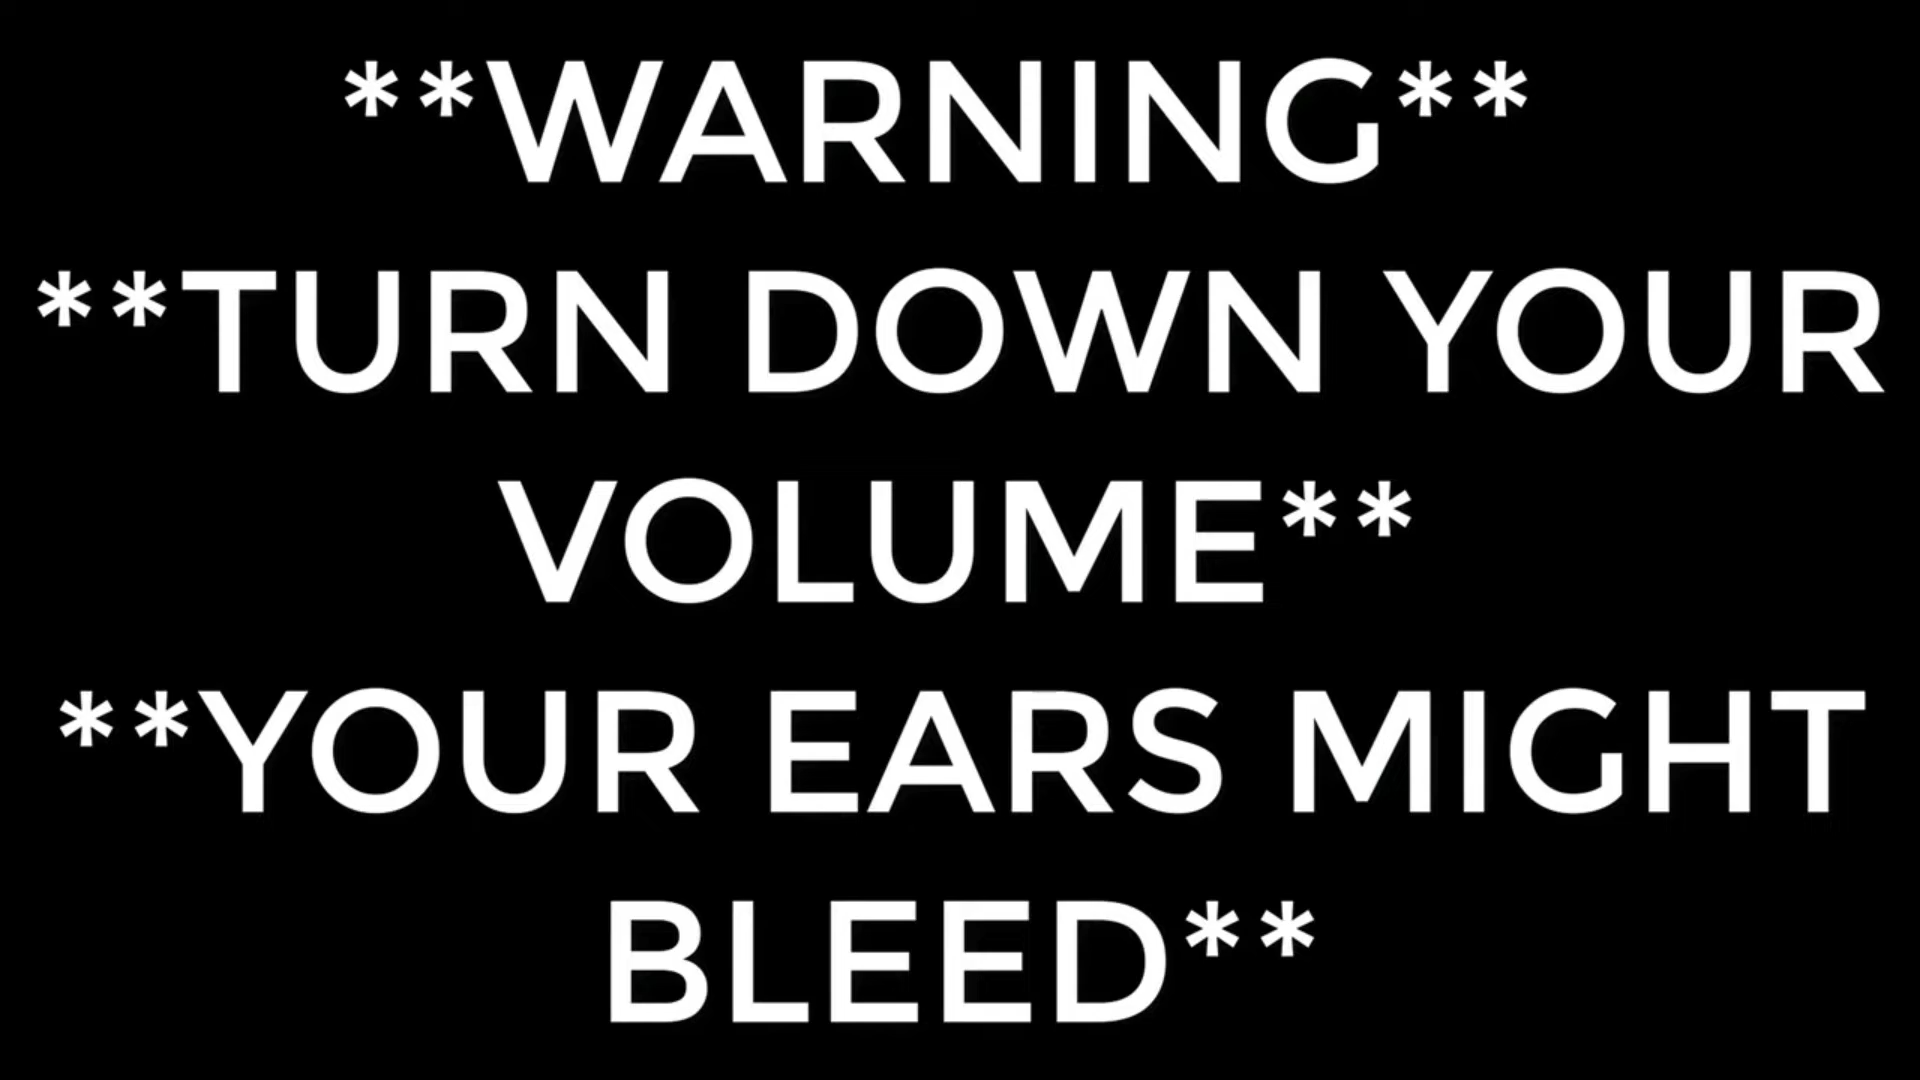 **WARNING**
**TURN DOWN YOUR
VOLUME**
**YOUR EARS MIGHT
BLEED**